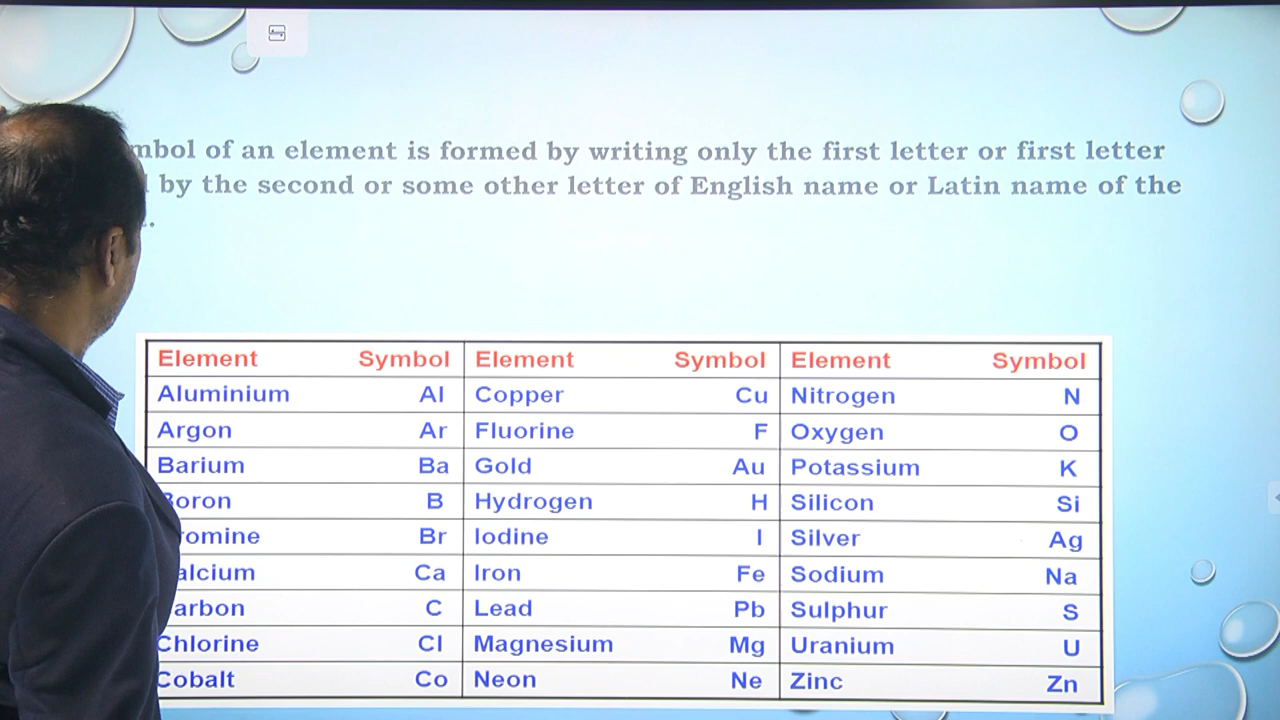 mbol of an element is formed by writing only the first letter or first letter
by the second or some other letter of English name or Latin name of the
.
Element Symbol Element Symbol Element Symbol
Aluminium Al Copper Cu Nitrogen N
Argon Ar Fluorine F Oxygen O
Barium Ba Gold Au Potassium K
oron B Hydrogen H Silicon Si
romine Br Iodine I Silver Ag
alcium Ca Iron Fe Sodium Na
arbon C Lead Pb Sulphur S
Chlorine Cl Magnesium Mg Uranium U
Cobalt Co Neon Ne Zinc Zn